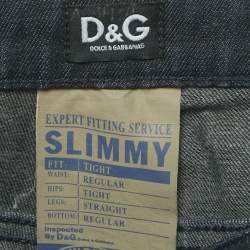 D&G
DOLCE & GABBANA
EXPERT FITTING SERVICE
SLIMMY
FIT: TIGHT
WAIST: REGULAR
HIPS: TIGHT
LEGS: STRAIGHT
BOTTOM: REGULAR
Inspected
By D&G